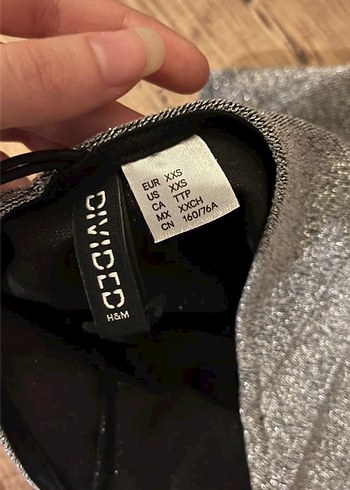 EUR XXS
US XXS
CA TTP
MX XXCH
CN 160/76A
DIVIDED
H&M